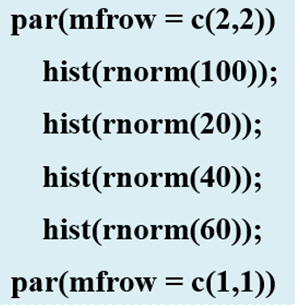 par(mfrow = c(2,2))
hist(rnorm(100));
hist(rnorm(20));
hist(rnorm(40));
hist(rnorm(60));
par(mfrow = c(1,1))